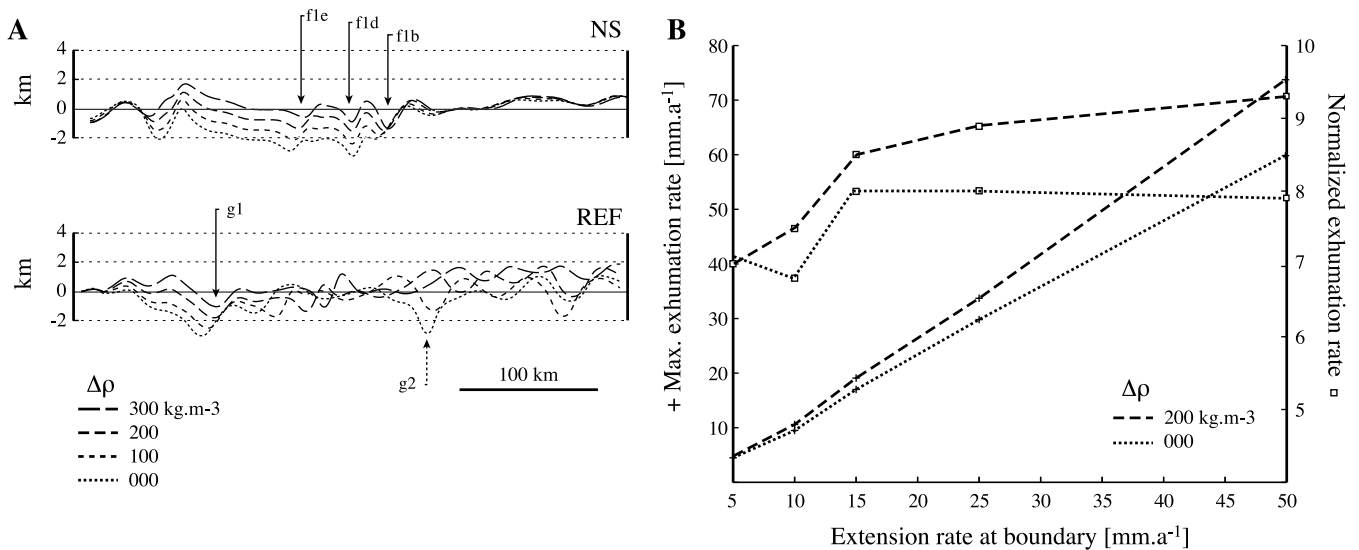 A
f1e
f1d
f1b
NS
4
2
0
-2
km
g1
REF
4
2
0
-2
km
g2
100 km
Δρ
300 kg.m-3
200
100
000
B
80
70
60
50
40
30
20
10
+ Max. exhumation rate [mm.a-1]
10
9
8
7
6
5
Normalized exhumation rate
Δρ
200 kg.m-3
000
5 10 15 20 25 30 35 40 45 50
Extension rate at boundary [mm.a-1]